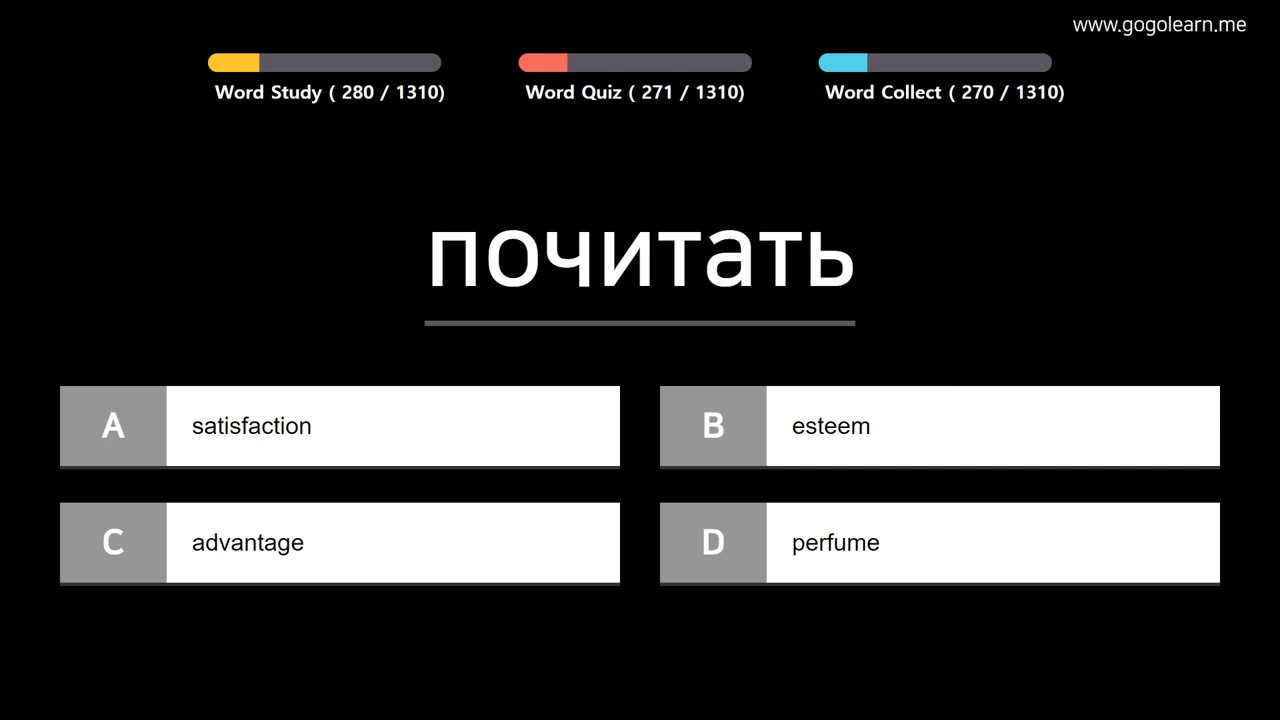 www.gogolearn.me
Word Study ( 280 / 1310)
Word Quiz ( 271 / 1310)
Word Collect ( 270 / 1310)
почитать
A satisfaction
B esteem
C advantage
D perfume